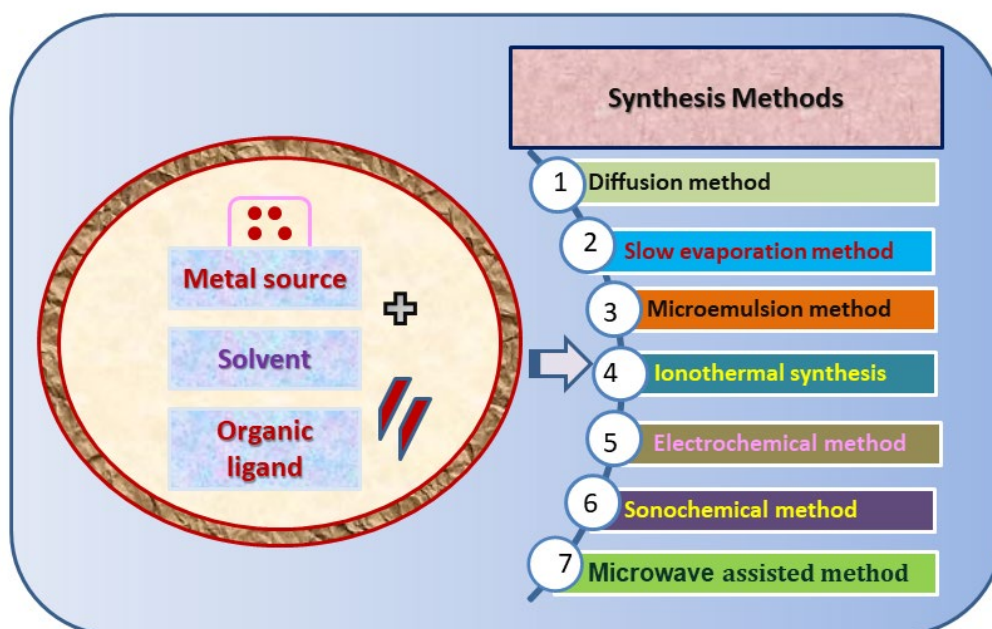 Synthesis Methods
Metal source
Solvent
Organic
ligand
1 Diffusion method
2 Slow evaporation method
3 Microemulsion method
4 Ionothermal synthesis
5 Electrochemical method
6 Sonochemical method
7 Microwave assisted method